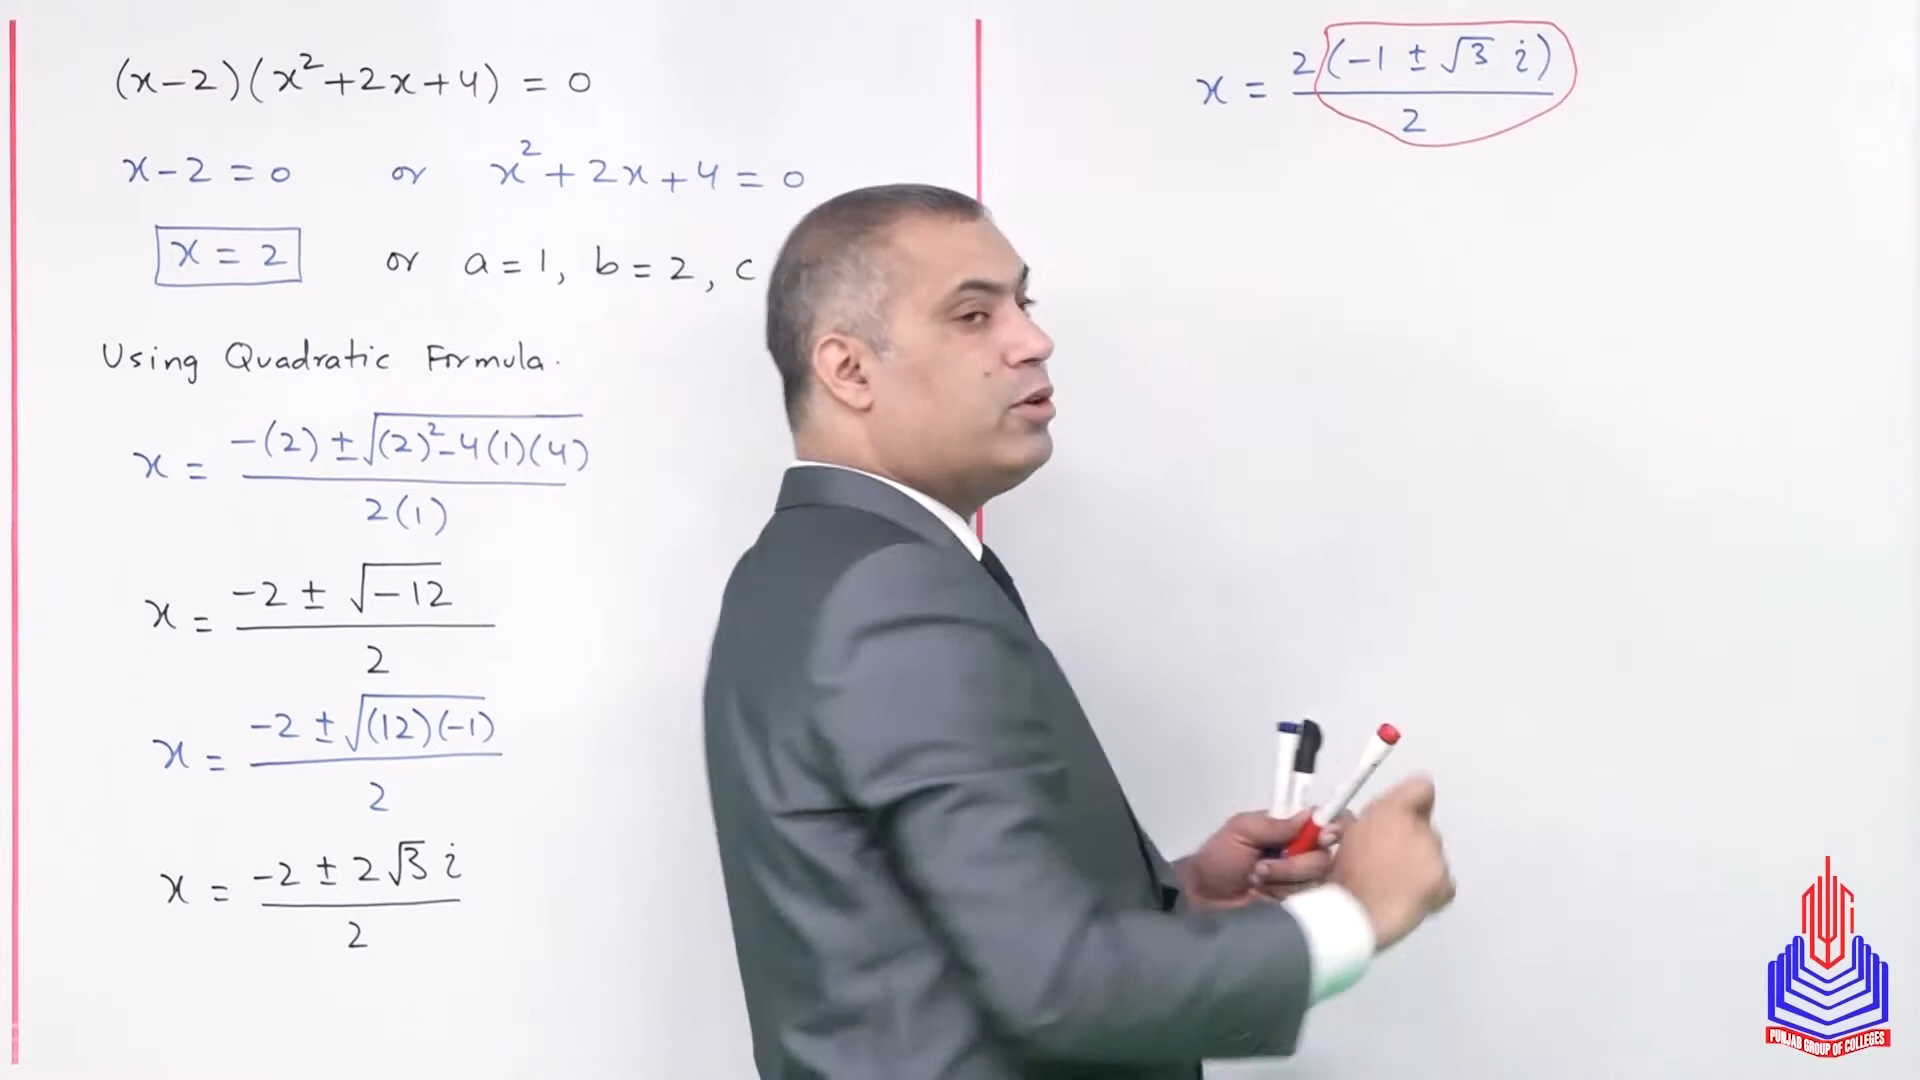 (x-2)(x²+2x+4) = 0
x-2 = 0 or x²+2x+4 = 0
x = 2 or a=1, b=2, c
Using Quadratic Formula.
x = (-(2) ± √((2)²-4(1)(4))) / 2(1)
x = (-2 ± √-12) / 2
x = (-2 ± √((12)(-1))) / 2
x = (-2 ± 2√3 i) / 2
x = 2(-1 ± √3 i) / 2
PUNJAB GROUP OF COLLEGES